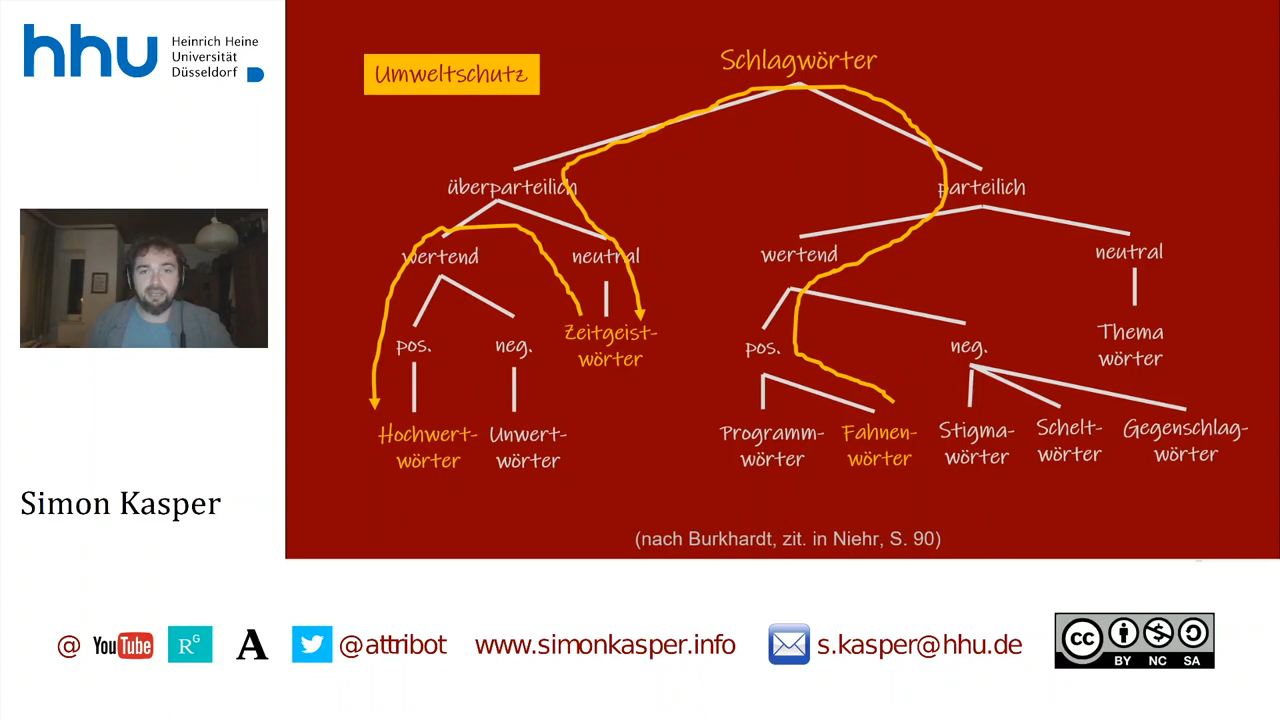 hhu
Heinrich Heine
Universität
Düsseldorf
Umweltschutz
Schlagwörter
überparteilich
parteilich
wertend
neutral
wertend
neutral
Zeitgeist-
wörter
pos.
neg.
pos.
neg.
Thema
wörter
Hochwert-
wörter
Unwert-
wörter
Programm-
wörter
Fahnen-
wörter
Stigma-
wörter
Schelt-
wörter
Gegenschlag-
wörter
(nach Burkhardt, zit. in Niehr, S. 90)
Simon Kasper
@ YouTube RG A @attribot www.simonkasper.info s.kasper@hhu.de
cc BY NC SA